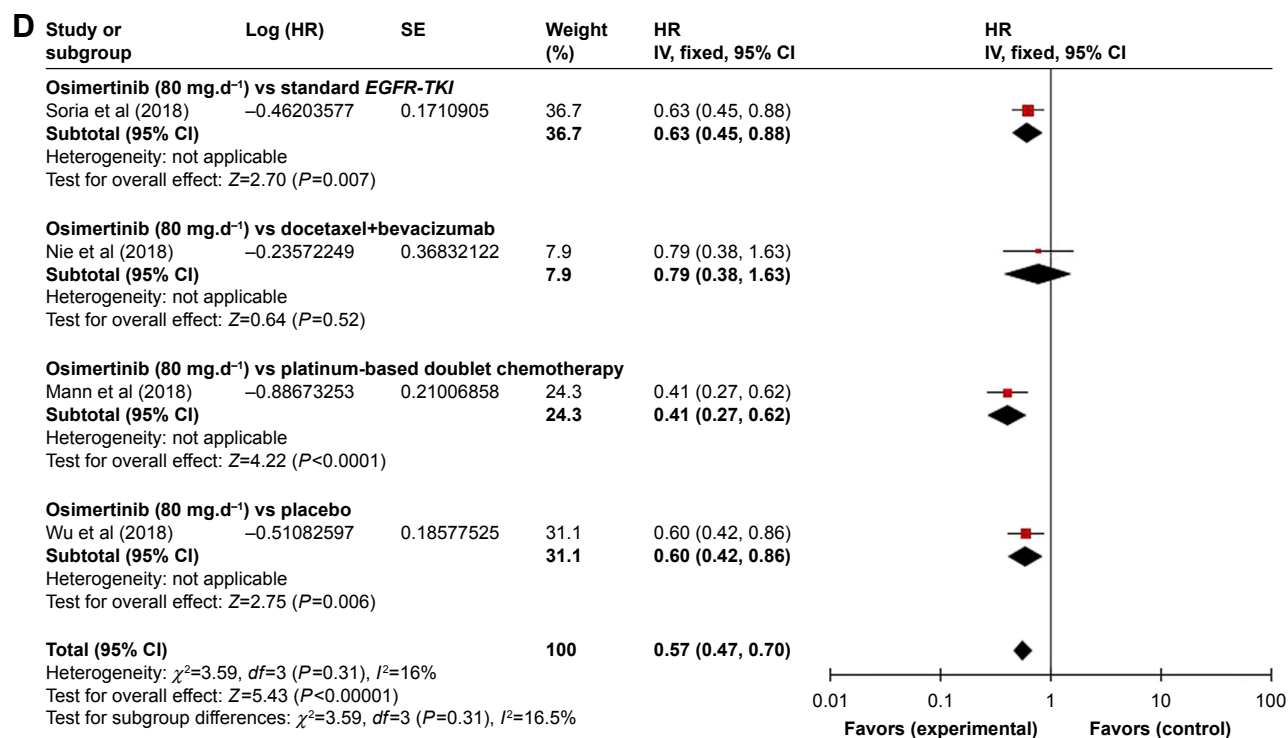 D
Study or subgroup Log (HR) SE Weight (%) HR IV, fixed, 95% CI HR IV, fixed, 95% CI
Osimertinib (80 mg.d⁻¹) vs standard EGFR-TKI
Soria et al (2018) –0.46203577 0.1710905 36.7 0.63 (0.45, 0.88)
Subtotal (95% CI) 36.7 0.63 (0.45, 0.88)
Heterogeneity: not applicable
Test for overall effect: Z=2.70 (P=0.007)
Osimertinib (80 mg.d⁻¹) vs docetaxel+bevacizumab
Nie et al (2018) –0.23572249 0.36832122 7.9 0.79 (0.38, 1.63)
Subtotal (95% CI) 7.9 0.79 (0.38, 1.63)
Heterogeneity: not applicable
Test for overall effect: Z=0.64 (P=0.52)
Osimertinib (80 mg.d⁻¹) vs platinum-based doublet chemotherapy
Mann et al (2018) –0.88673253 0.21006858 24.3 0.41 (0.27, 0.62)
Subtotal (95% CI) 24.3 0.41 (0.27, 0.62)
Heterogeneity: not applicable
Test for overall effect: Z=4.22 (P<0.0001)
Osimertinib (80 mg.d⁻¹) vs placebo
Wu et al (2018) –0.51082597 0.18577525 31.1 0.60 (0.42, 0.86)
Subtotal (95% CI) 31.1 0.60 (0.42, 0.86)
Heterogeneity: not applicable
Test for overall effect: Z=2.75 (P=0.006)
Total (95% CI) 100 0.57 (0.47, 0.70)
Heterogeneity: χ²=3.59, df=3 (P=0.31), I²=16%
Test for overall effect: Z=5.43 (P<0.00001)
Test for subgroup differences: χ²=3.59, df=3 (P=0.31), I²=16.5%
0.01 0.1 1 10 100
Favors (experimental) Favors (control)